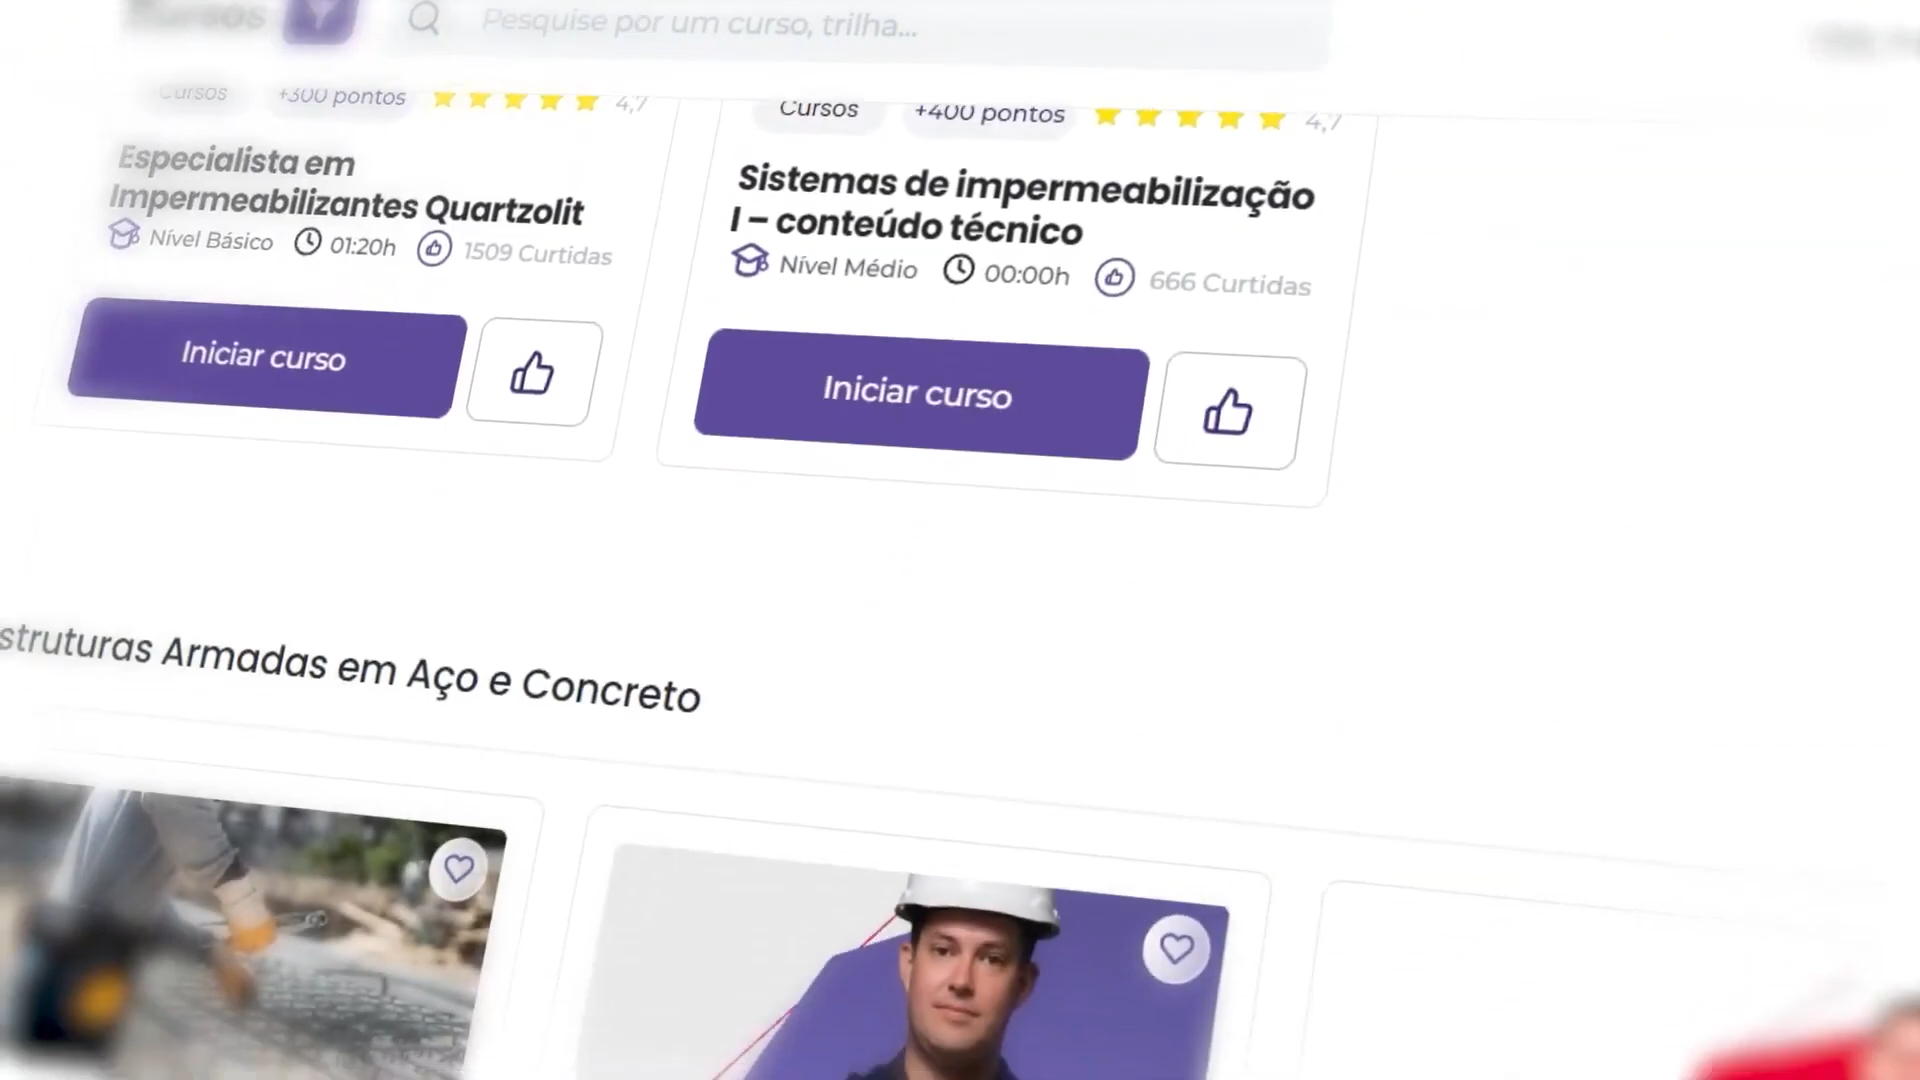 Cursos
Pesquise por um curso, trilha...
Cursos +300 pontos 4,7
Especialista em
Impermeabilizantes Quartzolit
Nível Básico 01:20h 1509 Curtidas
Iniciar curso
Cursos +400 pontos 4,7
Sistemas de impermeabilização
I – conteúdo técnico
Nível Médio 00:00h 666 Curtidas
Iniciar curso
struturas Armadas em Aço e Concreto